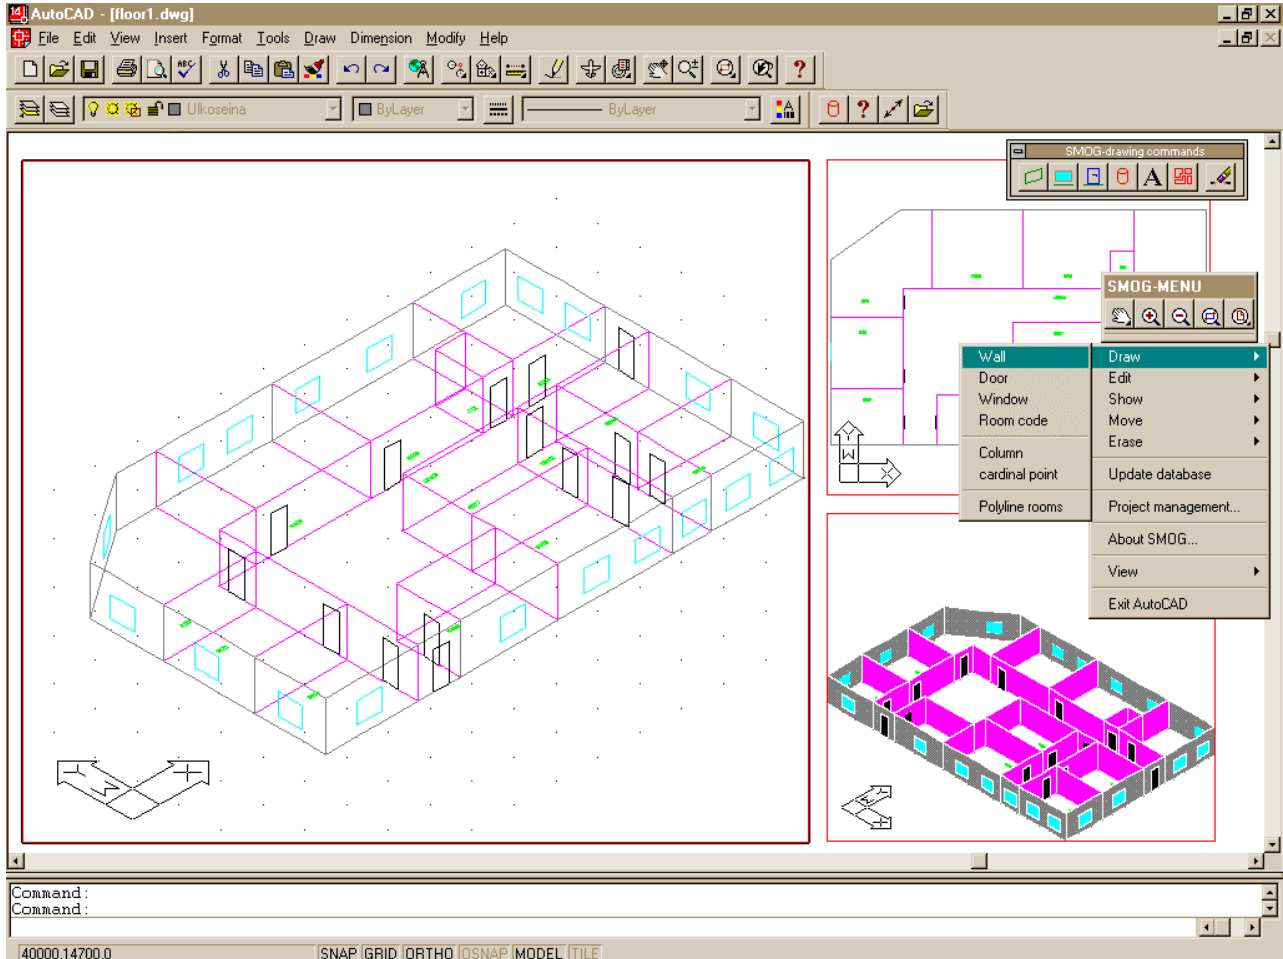 AutoCAD - [floor1.dwg]
File Edit View Insert Format Tools Draw Dimension Modify Help
Ulkoseina ByLayer ByLayer
SMOG-drawing commands
A
SMOG-MENU
Wall
Door
Window
Room code
Column
cardinal point
Polyline rooms
Draw
Edit
Show
Move
Erase
Update database
Project management...
About SMOG...
View
Exit AutoCAD
Y
W
X
Command:
Command:
40000,14700.0 SNAP GRID ORTHO OSNAP MODEL TILE